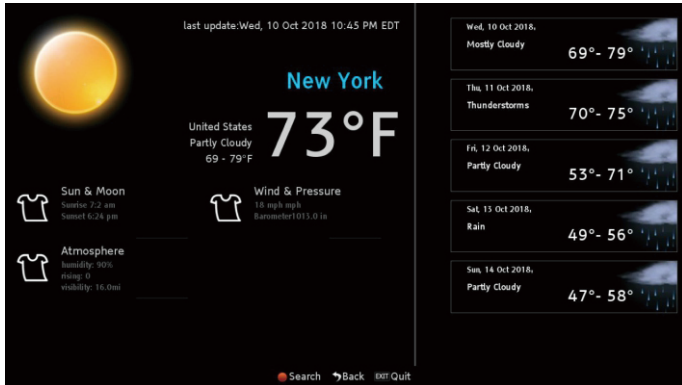 last update:Wed, 10 Oct 2018 10:45 PM EDT
New York
United States
Partly Cloudy
69 - 79°F
73°F
Sun & Moon
Sunrise 7:2 am
Sunset 6:24 pm
Wind & Pressure
18 mph mph
Barometer1013.0 in
Atmosphere
humidity: 90%
rising: 0
visibility: 16.0mi
Wed, 10 Oct 2018,
Mostly Cloudy
69°- 79°
Thu, 11 Oct 2018,
Thunderstorms
70°- 75°
Fri, 12 Oct 2018,
Partly Cloudy
53°- 71°
Sat, 13 Oct 2018,
Rain
49°- 56°
Sun, 14 Oct 2018,
Partly Cloudy
47°- 58°
Search Back EXIT Quit